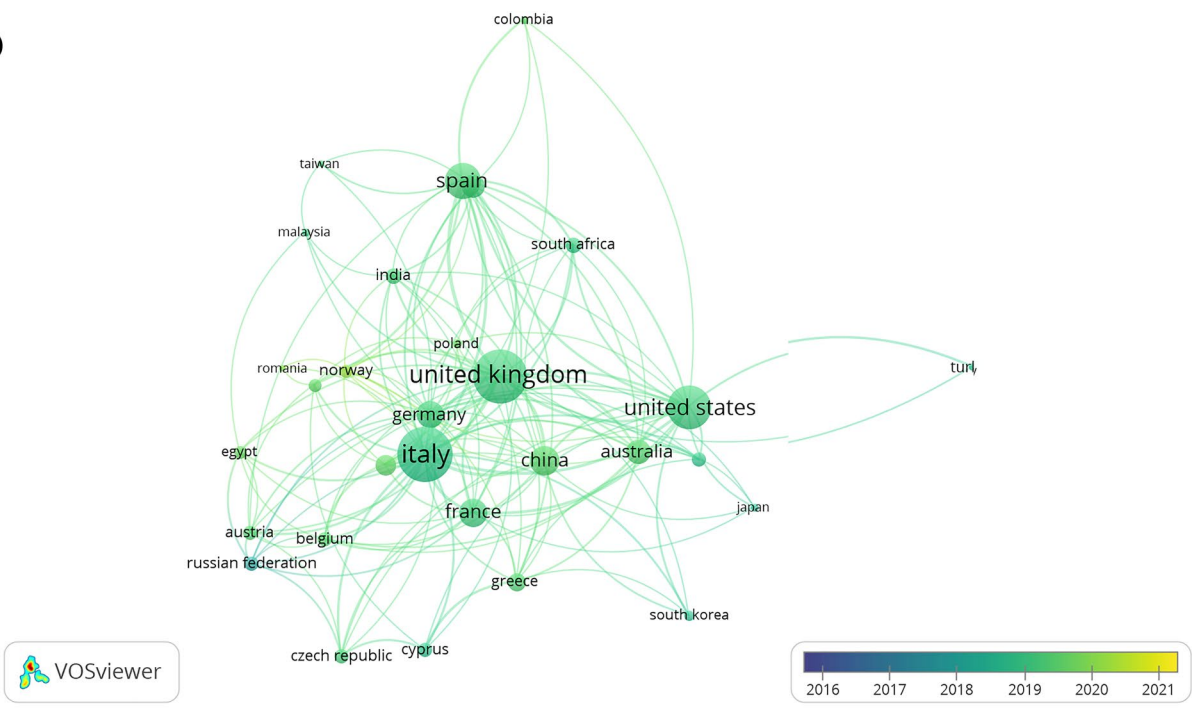 )
colombia
taiwan
spain
malaysia
south africa
india
poland
turk
romania
norway
united kingdom
united states
germany
egypt
italy
china
australia
france
japan
austria
belgium
russian federation
greece
south korea
czech republic
cyprus
VOSviewer
2016 2017 2018 2019 2020 2021